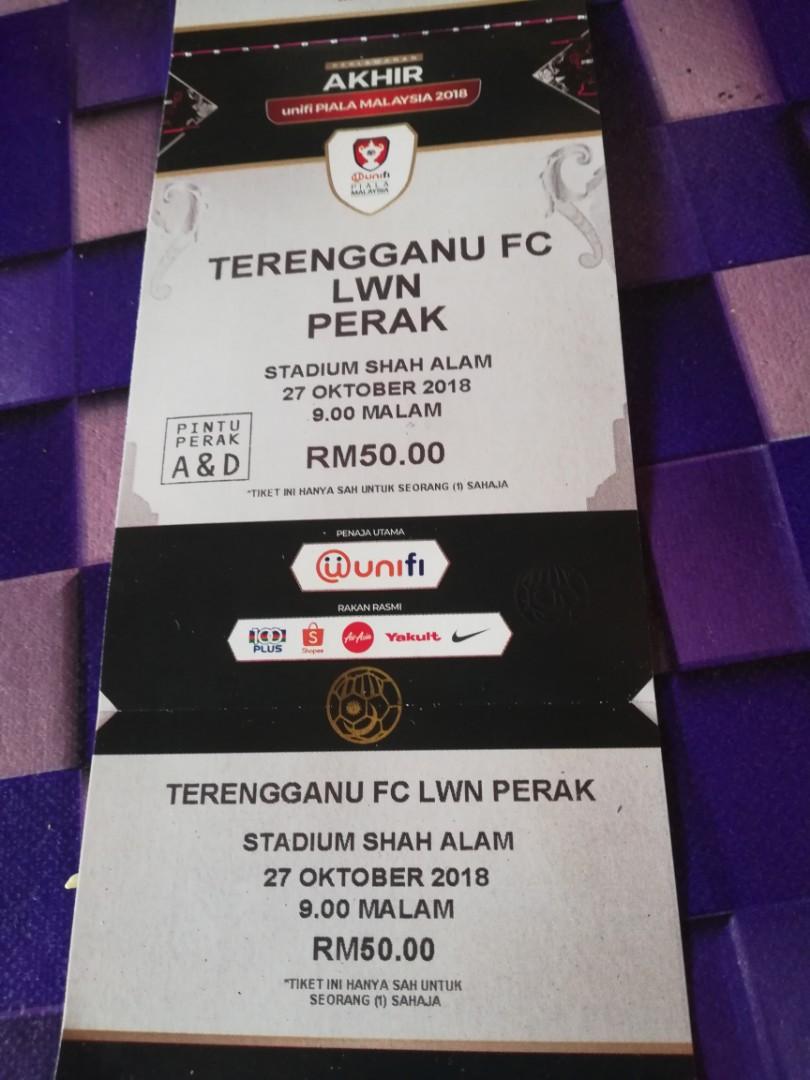 PERLAWANAN
AKHIR
unifi PIALA MALAYSIA 2018
unifi
PIALA
MALAYSIA
TERENGGANU FC
LWN
PERAK
STADIUM SHAH ALAM
27 OKTOBER 2018
9.00 MALAM
PINTU
PERAK
A & D
RM50.00
*TIKET INI HANYA SAH UNTUK SEORANG (1) SAHAJA
PENAJA UTAMA
unifi
RAKAN RASMI
100 PLUS
Shopee
AirAsia
Yakult
TERENGGANU FC LWN PERAK
STADIUM SHAH ALAM
27 OKTOBER 2018
9.00 MALAM
RM50.00
*TIKET INI HANYA SAH UNTUK
SEORANG (1) SAHAJA